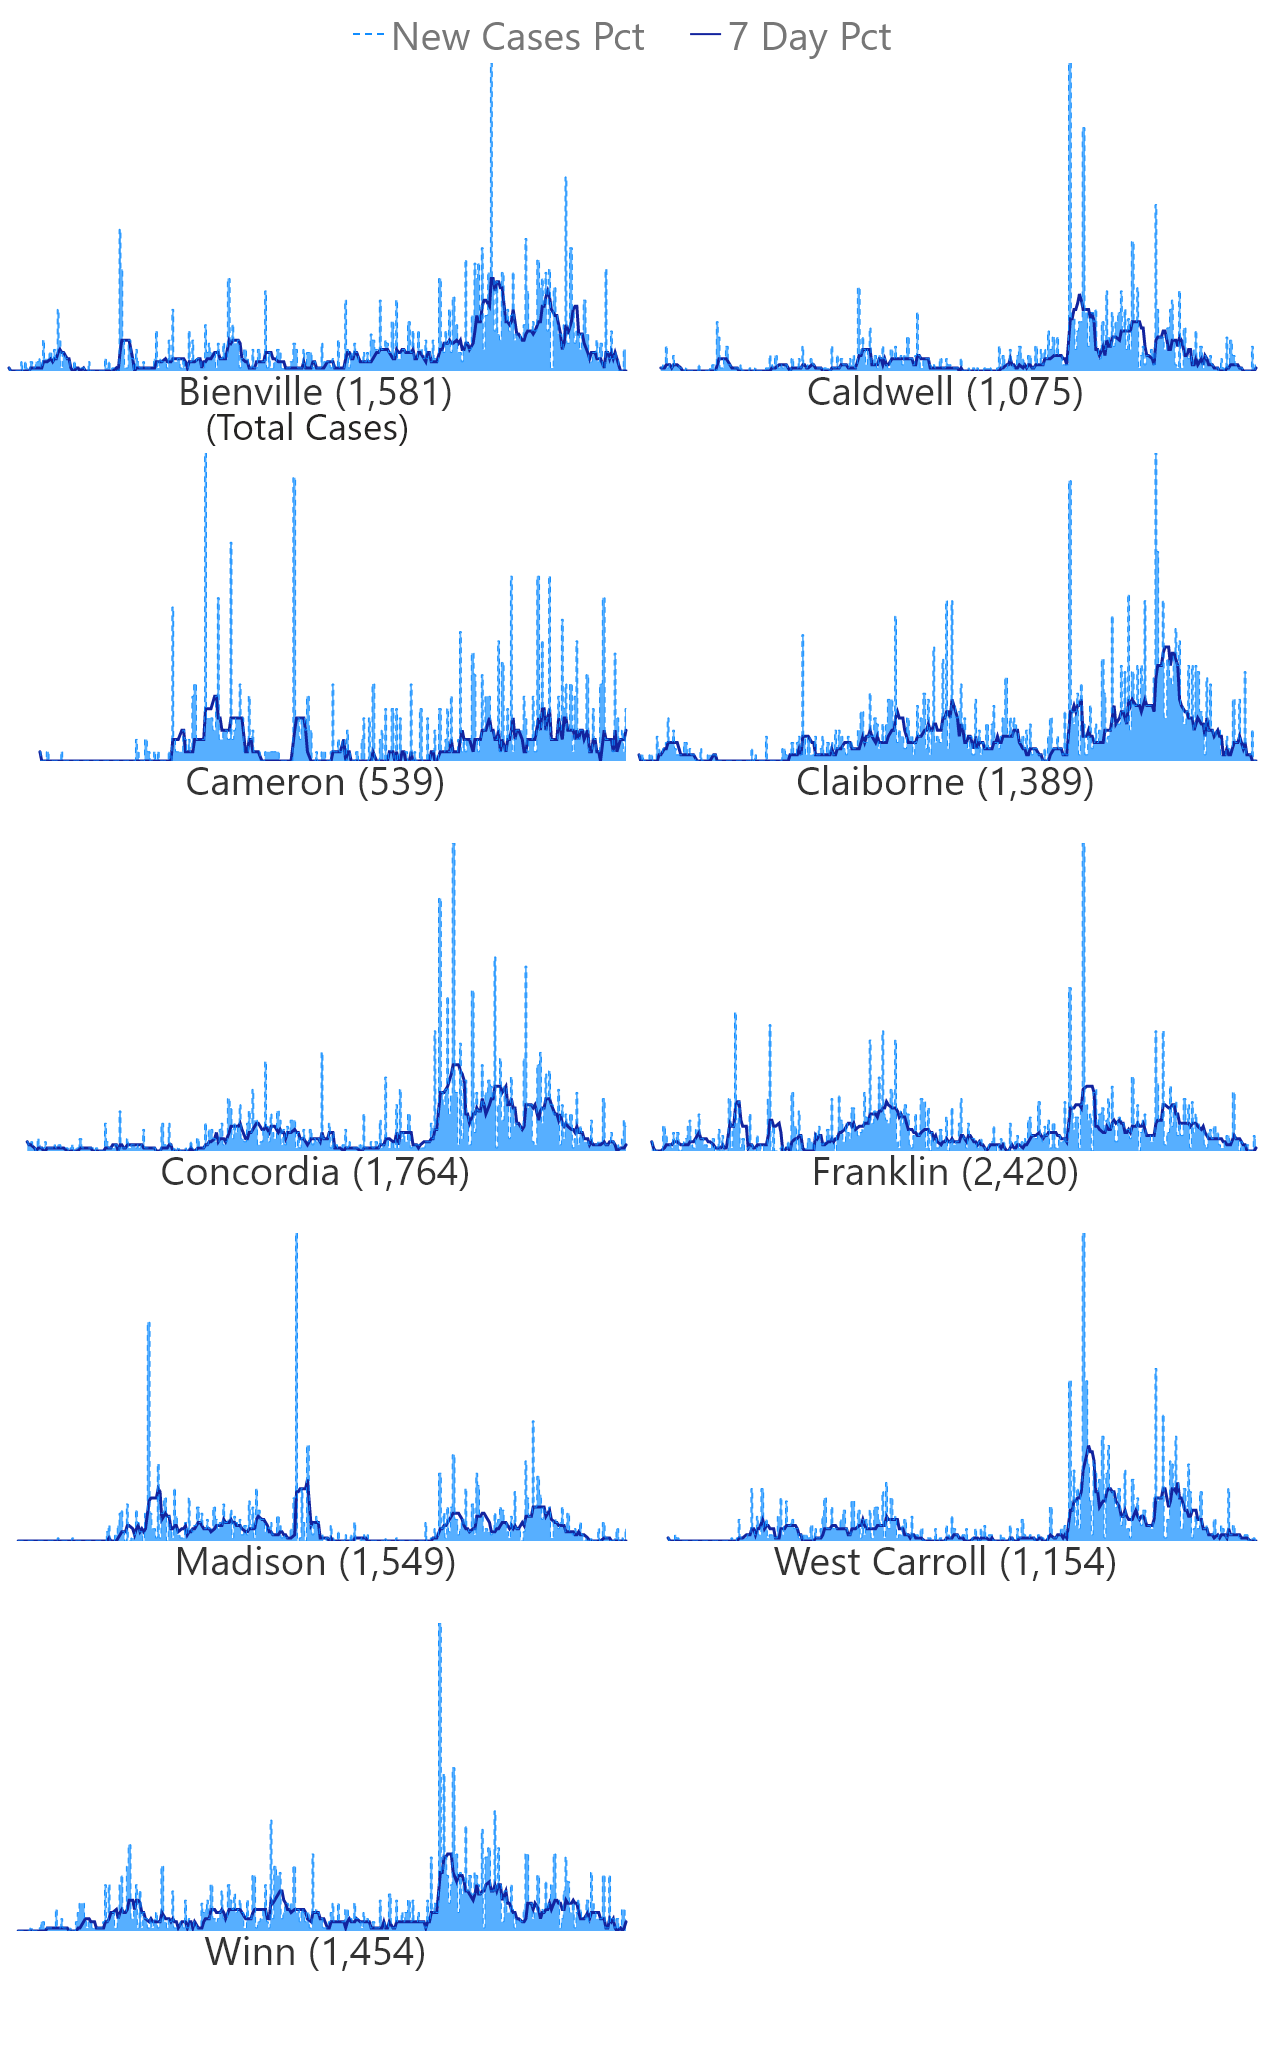 New Cases Pct 7 Day Pct
Bienville (1,581)
(Total Cases)
Caldwell (1,075)
Cameron (539)
Claiborne (1,389)
Concordia (1,764)
Franklin (2,420)
Madison (1,549)
West Carroll (1,154)
Winn (1,454)